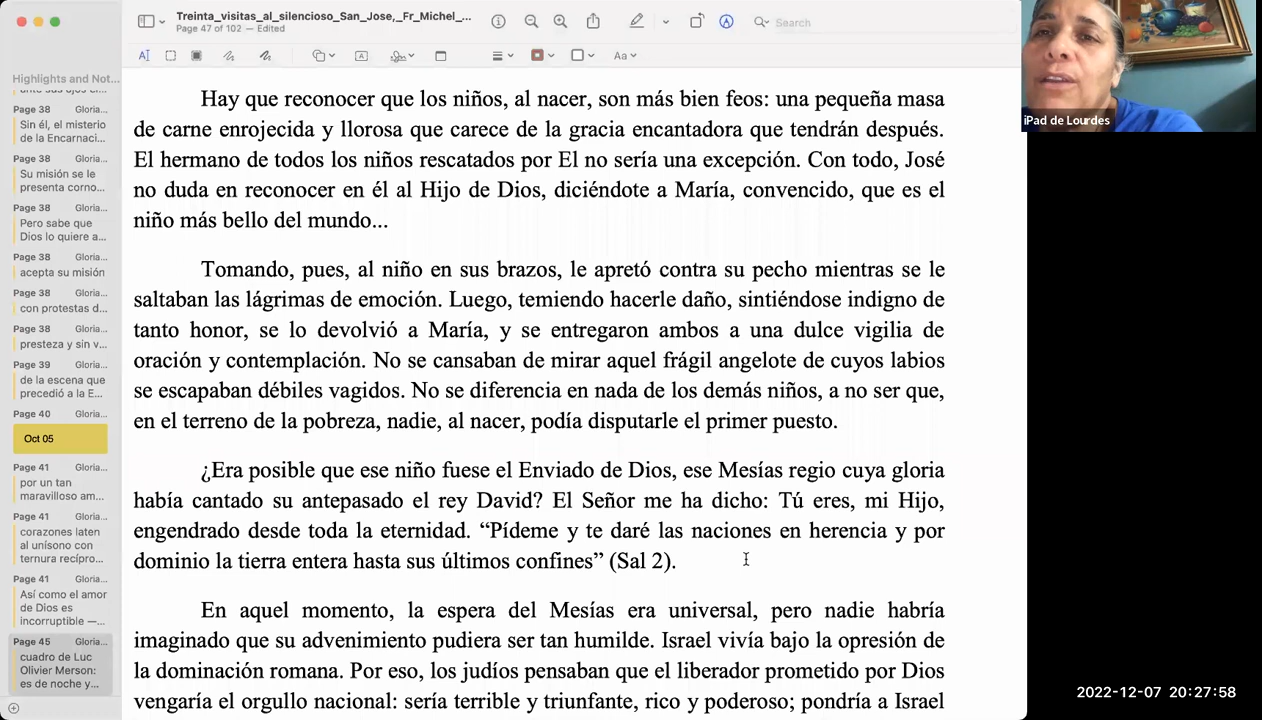 Treinta_visitas_al_silencioso_San_Jose,_Fr_Michel_...
Page 47 of 102 — Edited
Search
Aa
Highlights and Not...
ante sus ojos el...
Page 38 Gloria...
Sin él, el misterio
de la Encarnaci...
Page 38 Gloria...
Su misión se le
presenta corno...
Page 38 Gloria...
Pero sabe que
Dios lo quiere a...
Page 38 Gloria...
acepta su misión
Page 38 Gloria...
con protestas d...
Page 38 Gloria...
presteza y sin v...
Page 39 Gloria...
de la escena que
precedió a la E...
Page 40 Gloria...
Oct 05
Page 41 Gloria...
por un tan
maravilloso am...
Page 41 Gloria...
corazones laten
al unísono con
ternura recípro...
Page 41 Gloria...
Así como el amor
de Dios es
incorruptible —...
Page 45 Gloria...
cuadro de Luc
Olivier Merson:
es de noche y...
Hay que reconocer que los niños, al nacer, son más bien feos: una pequeña masa
de carne enrojecida y llorosa que carece de la gracia encantadora que tendrán después.
El hermano de todos los niños rescatados por El no sería una excepción. Con todo, José
no duda en reconocer en él al Hijo de Dios, diciéndote a María, convencido, que es el
niño más bello del mundo...
Tomando, pues, al niño en sus brazos, le apretó contra su pecho mientras se le
saltaban las lágrimas de emoción. Luego, temiendo hacerle daño, sintiéndose indigno de
tanto honor, se lo devolvió a María, y se entregaron ambos a una dulce vigilia de
oración y contemplación. No se cansaban de mirar aquel frágil angelote de cuyos labios
se escapaban débiles vagidos. No se diferencia en nada de los demás niños, a no ser que,
en el terreno de la pobreza, nadie, al nacer, podía disputarle el primer puesto.
¿Era posible que ese niño fuese el Enviado de Dios, ese Mesías regio cuya gloria
había cantado su antepasado el rey David? El Señor me ha dicho: Tú eres, mi Hijo,
engendrado desde toda la eternidad. “Pídeme y te daré las naciones en herencia y por
dominio la tierra entera hasta sus últimos confines” (Sal 2).
En aquel momento, la espera del Mesías era universal, pero nadie habría
imaginado que su advenimiento pudiera ser tan humilde. Israel vivía bajo la opresión de
la dominación romana. Por eso, los judíos pensaban que el liberador prometido por Dios
vengaría el orgullo nacional: sería terrible y triunfante, rico y poderoso; pondría a Israel
iPad de Lourdes
2022-12-07 20:27:58